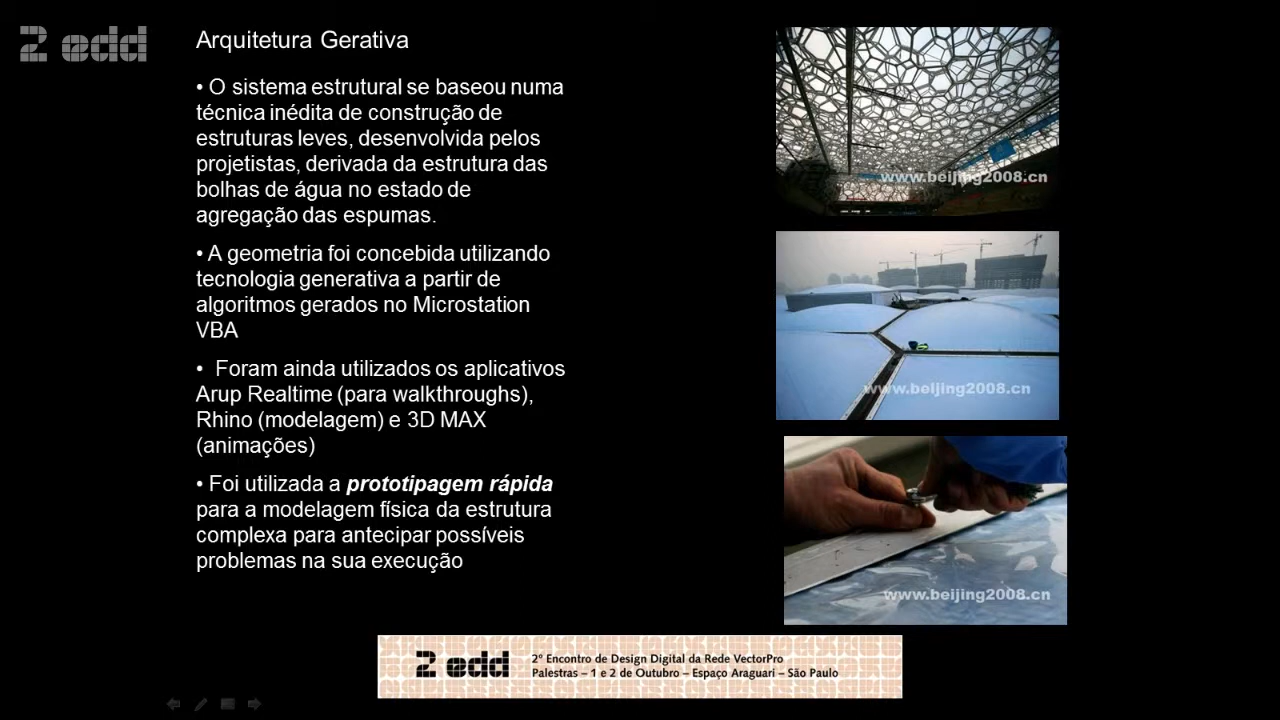 2 edd
Arquitetura Gerativa
• O sistema estrutural se baseou numa
técnica inédita de construção de
estruturas leves, desenvolvida pelos
projetistas, derivada da estrutura das
bolhas de água no estado de
agregação das espumas.
• A geometria foi concebida utilizando
tecnologia generativa a partir de
algoritmos gerados no Microstation
VBA
• Foram ainda utilizados os aplicativos
Arup Realtime (para walkthroughs),
Rhino (modelagem) e 3D MAX
(animações)
• Foi utilizada a prototipagem rápida
para a modelagem física da estrutura
complexa para antecipar possíveis
problemas na sua execução
www.beijing2008.cn
www.beijing2008.cn
www.beijing2008.cn
2 edd
2º Encontro de Design Digital da Rede VectorPro
Palestras – 1 e 2 de Outubro – Espaço Araguari – São Paulo